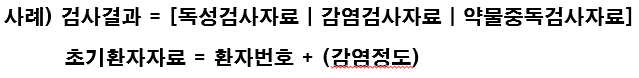 사례) 검사결과 = [독성검사자료 | 감염검사자료 | 약물중독검사자료]
초기환자자료 = 환자번호 + (감염정도)